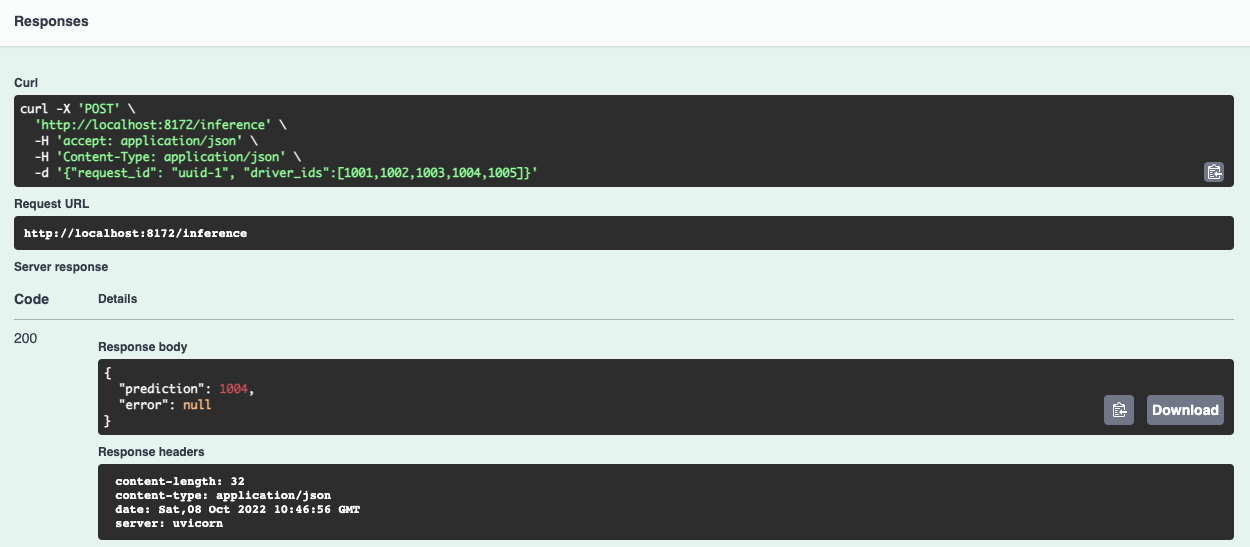 Responses
Curl
curl -X 'POST' \
'http://localhost:8172/inference' \
-H 'accept: application/json' \
-H 'Content-Type: application/json' \
-d '{"request_id": "uuid-1", "driver_ids":[1001,1002,1003,1004,1005]}'
Request URL
http://localhost:8172/inference
Server response
Code Details
200
Response body
{
"prediction": 1004,
"error": null
}
Download
Response headers
content-length: 32
content-type: application/json
date: Sat,08 Oct 2022 10:46:56 GMT
server: uvicorn